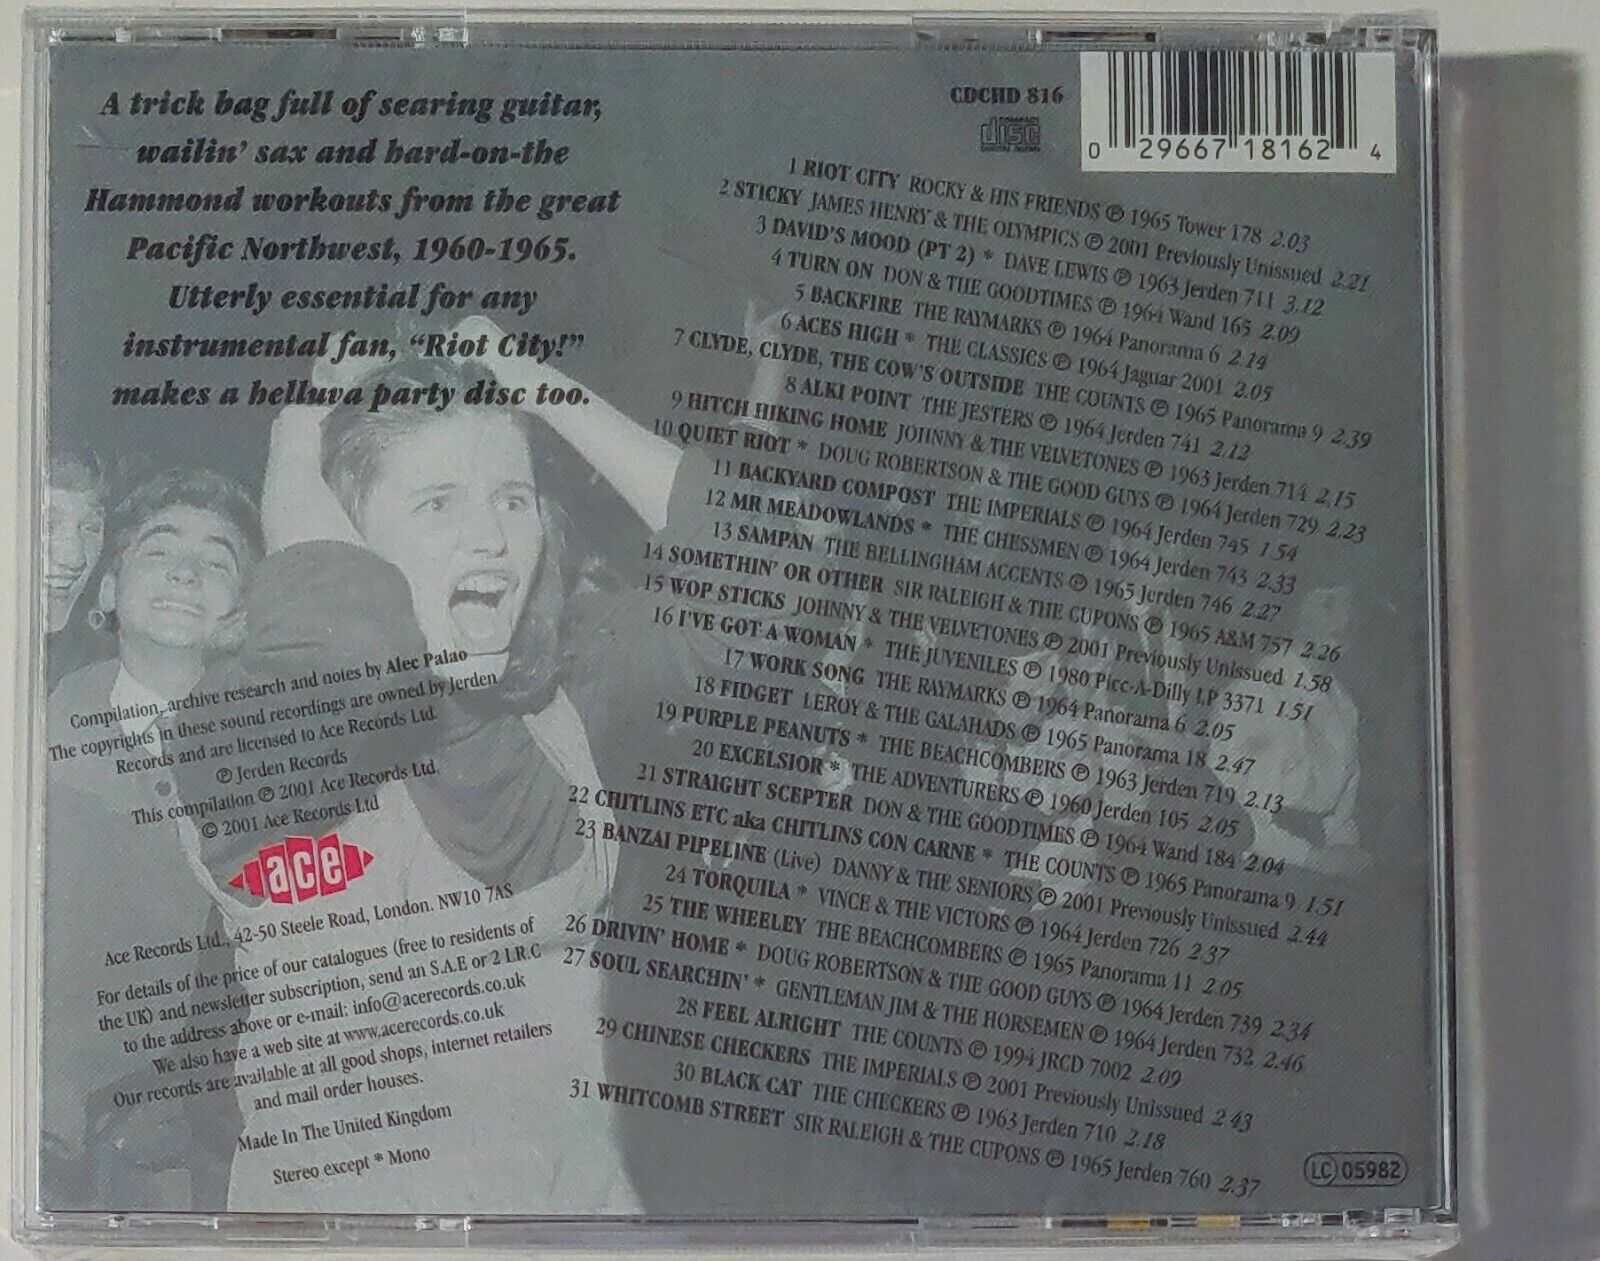 A trick bag full of searing guitar,
wailin' sax and hard-on-the
Hammond workouts from the great
Pacific Northwest, 1960-1965.
Utterly essential for any
instrumental fan, "Riot City!"
makes a helluva party disc too.
CDCHD 816
COMPACT
disc
DIGITAL AUDIO
0 29667 18162 4
1 RIOT CITY ROCKY & HIS FRIENDS ℗ 1965 Tower 178 2.03
2 STICKY JAMES HENRY & THE OLYMPICS ℗ 2001 Previously Unissued 2.21
3 DAVID'S MOOD (PT 2) * DAVE LEWIS ℗ 1963 Jerden 711 3.12
4 TURN ON DON & THE GOODTIMES ℗ 1964 Wand 165 2.09
5 BACKFIRE THE RAYMARKS ℗ 1964 Panorama 6 2.14
6 ACES HIGH * THE CLASSICS ℗ 1964 Jaguar 2001 2.05
7 CLYDE, CLYDE, THE COW'S OUTSIDE THE COUNTS ℗ 1965 Panorama 9 2.39
8 ALKI POINT THE JESTERS ℗ 1964 Jerden 741 2.12
9 HITCH HIKING HOME JOHNNY & THE VELVETONES ℗ 1963 Jerden 714 2.15
10 QUIET RIOT * DOUG ROBERTSON & THE GOOD GUYS ℗ 1964 Jerden 729 2.23
11 BACKYARD COMPOST THE IMPERIALS ℗ 1964 Jerden 745 1.54
12 MR MEADOWLANDS * THE CHESSMEN ℗ 1964 Jerden 743 2.33
13 SAMPAN THE BELLINGHAM ACCENTS ℗ 1965 Jerden 746 2.27
14 SOMETHIN' OR OTHER SIR RALEIGH & THE CUPONS ℗ 1965 A&M 757 2.26
15 WOP STICKS JOHNNY & THE VELVETONES ℗ 2001 Previously Unissued 1.58
16 I'VE GOT A WOMAN * THE JUVENILES ℗ 1980 Picc-A-Dilly LP 3371 1.51
17 WORK SONG THE RAYMARKS ℗ 1964 Panorama 6 2.05
18 FIDGET LEROY & THE GALAHADS ℗ 1965 Panorama 18 2.47
19 PURPLE PEANUTS * THE BEACHCOMBERS ℗ 1963 Jerden 719 2.13
20 EXCELSIOR * THE ADVENTURERS ℗ 1960 Jerden 105 2.05
21 STRAIGHT SCEPTER DON & THE GOODTIMES ℗ 1964 Wand 184 2.04
22 CHITLINS ETC aka CHITLINS CON CARNE * THE COUNTS ℗ 1965 Panorama 9 1.51
23 BANZAI PIPELINE (Live) DANNY & THE SENIORS ℗ 2001 Previously Unissued 2.44
24 TORQUILA * VINCE & THE VICTORS ℗ 1964 Jerden 726 2.37
25 THE WHEELEY THE BEACHCOMBERS ℗ 1965 Panorama 11 2.05
26 DRIVIN' HOME * DOUG ROBERTSON & THE GOOD GUYS ℗ 1964 Jerden 739 2.34
27 SOUL SEARCHIN' * GENTLEMAN JIM & THE HORSEMEN ℗ 1964 Jerden 732 2.46
28 FEEL ALRIGHT THE COUNTS ℗ 1994 JRCD 7002 2.09
29 CHINESE CHECKERS THE IMPERIALS ℗ 2001 Previously Unissued 2.43
30 BLACK CAT THE CHECKERS ℗ 1963 Jerden 710 2.18
31 WHITCOMB STREET SIR RALEIGH & THE CUPONS ℗ 1965 Jerden 760 2.37
Compilation, archive research and notes by Alec Palao
The copyrights in these sound recordings are owned by Jerden
Records and are licensed to Ace Records Ltd.
℗ Jerden Records
This compilation ℗ 2001 Ace Records Ltd.
© 2001 Ace Records Ltd
ace
Ace Records Ltd., 42-50 Steele Road, London. NW10 7AS
For details of the price of our catalogues (free to residents of
the UK) and newsletter subscription, send an S.A.E or 2 I.R.C
to the address above or e-mail: info@acerecords.co.uk
We also have a web site at www.acerecords.co.uk
Our records are available at all good shops, internet retailers
and mail order houses.
Made In The United Kingdom
Stereo except * Mono
LC 05982